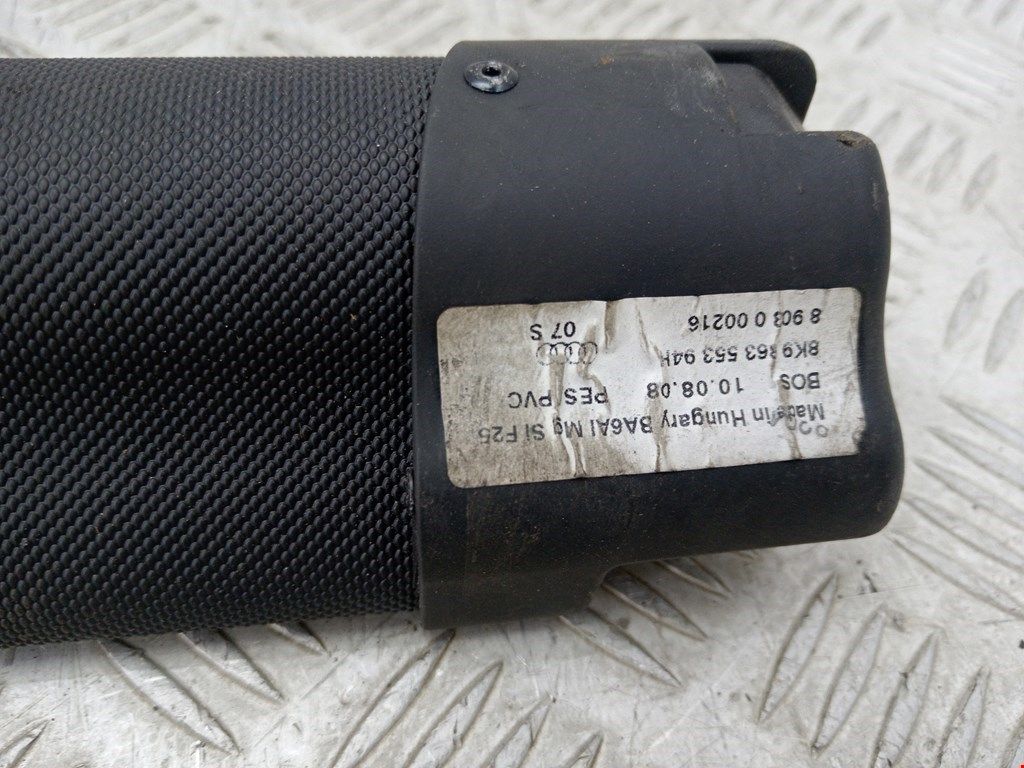 Made in Hungary BA6Al Mg Si F25
BOS 10.08.08 PES/PVC
8K9 863 553 94H
8 903 0 00216 07 S